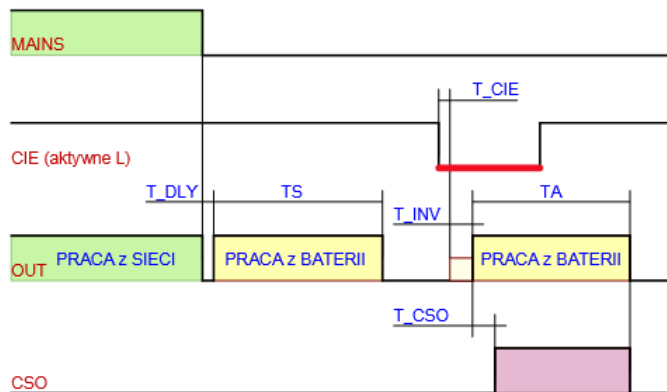 MAINS
T_CIE
CIE (aktywne L)
T_DLY TS T_INV TA
OUT PRACA z SIECI PRACA z BATERII PRACA z BATERII
T_CSO
CSO